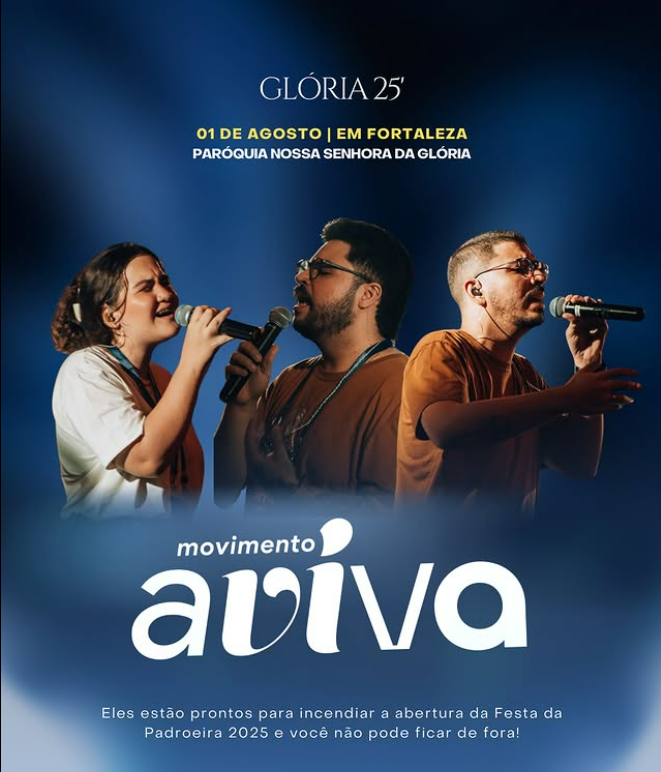 GLÓRIA 25'
01 DE AGOSTO | EM FORTALEZA
PARÓQUIA NOSSA SENHORA DA GLÓRIA
movimento
aviva
Eles estão prontos para incendiar a abertura da Festa da
Padroeira 2025 e você não pode ficar de fora!